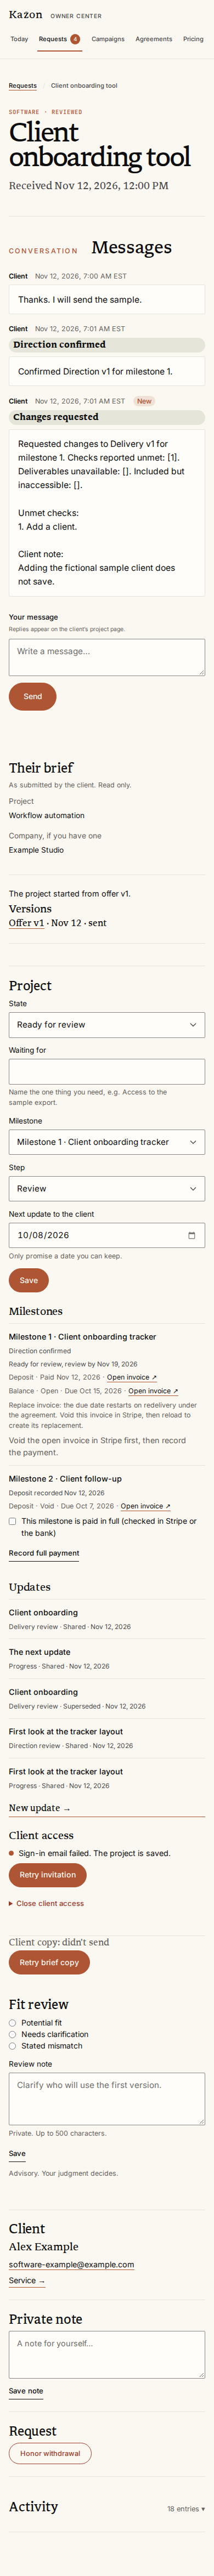 Kazon OWNER CENTER
Today Requests 4 Campaigns Agreements Pricing
Requests Client onboarding tool
SOFTWARE · REVIEWED
Client
onboarding tool
Received Nov 12, 2026, 12:00 PM
CONVERSATION Messages
Client Nov 12, 2026, 7:00 AM EST
Thanks. I will send the sample.
Client Nov 12, 2026, 7:01 AM EST
Direction confirmed
Confirmed Direction v1 for milestone 1.
Client Nov 12, 2026, 7:01 AM EST New
Changes requested
Requested changes to Delivery v1 for
milestone 1. Checks reported unmet: [1].
Deliverables unavailable: []. Included but
inaccessible: [].
Unmet checks:
1. Add a client.
Client note:
Adding the fictional sample client does
not save.
Your message
Replies appear on the client's project page.
Write a message...
Send
Their brief
As submitted by the client. Read only.
Project
Workflow automation
Company, if you have one
Example Studio
The project started from offer v1.
Versions
Offer v1 · Nov 12 · sent
Project
State
Ready for review
Waiting for
Name the one thing you need, e.g. Access to the
sample export.
Milestone
Milestone 1 · Client onboarding tracker
Step
Review
Next update to the client
10/08/2026
Only promise a date you can keep.
Save
Milestones
Milestone 1 · Client onboarding tracker
Direction confirmed
Ready for review, review by Nov 19, 2026
Deposit · Paid Nov 12, 2026 · Open invoice ↗
Balance · Open · Due Oct 15, 2026 · Open invoice ↗
Replace invoice: the due date restarts on redelivery under
the agreement. Void this invoice in Stripe, then reload to
create its replacement.
Void the open invoice in Stripe first, then record
the payment.
Milestone 2 · Client follow-up
Deposit recorded Nov 12, 2026
Deposit · Void · Due Oct 7, 2026 · Open invoice ↗
This milestone is paid in full (checked in Stripe or
the bank)
Record full payment
Updates
Client onboarding
Delivery review · Shared · Nov 12, 2026
The next update
Progress · Shared · Nov 12, 2026
Client onboarding
Delivery review · Superseded · Nov 12, 2026
First look at the tracker layout
Direction review · Shared · Nov 12, 2026
First look at the tracker layout
Progress · Shared · Nov 12, 2026
New update →
Client access
Sign-in email failed. The project is saved.
Retry invitation
▶ Close client access
Client copy: didn't send
Retry brief copy
Fit review
Potential fit
Needs clarification
Stated mismatch
Review note
Clarify who will use the first version.
Private. Up to 500 characters.
Save
Advisory. Your judgment decides.
Client
Alex Example
software-example@example.com
Service →
Private note
A note for yourself...
Save note
Request
Honor withdrawal
Activity 18 entries ▾